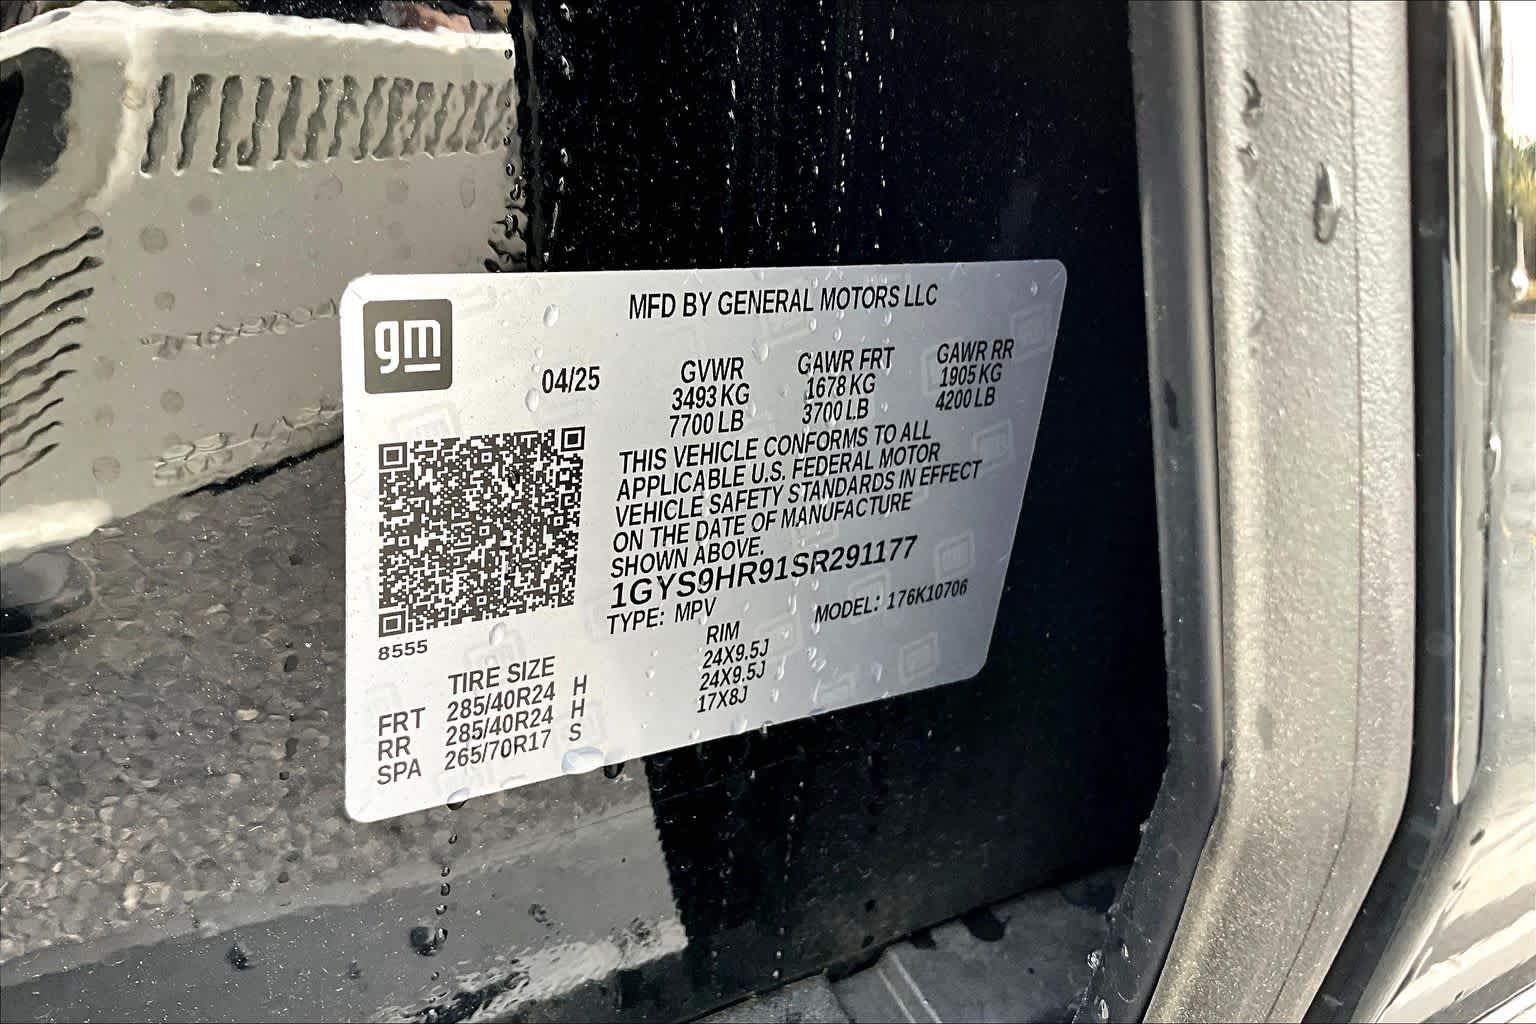 gm
MFD BY GENERAL MOTORS LLC
04/25
GVWR GAWR FRT GAWR RR
3493 KG 1678 KG 1905 KG
7700 LB 3700 LB 4200 LB
THIS VEHICLE CONFORMS TO ALL
APPLICABLE U.S. FEDERAL MOTOR
VEHICLE SAFETY STANDARDS IN EFFECT
ON THE DATE OF MANUFACTURE
SHOWN ABOVE.
1GYS9HR91SR291177
TYPE: MPV MODEL: 176K10706
8555
TIRE SIZE RIM
FRT 285/40R24 H 24X9.5J
RR 285/40R24 H 24X9.5J
SPA 265/70R17 S 17X8J